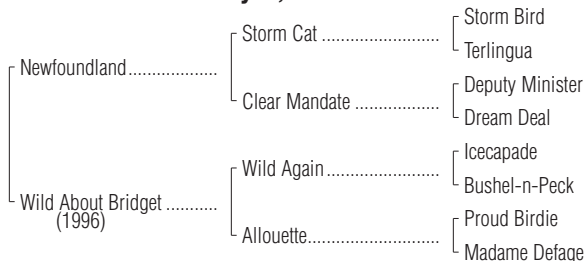 Storm Bird
Storm Cat ......................
Terlingua
Newfoundland..................
Deputy Minister
Clear Mandate ................
Dream Deal
Icecapade
Wild Again.....................
Bushel-n-Peck
Wild About Bridget ..........
(1996)
Proud Birdie
Allouette........................
Madame Defage